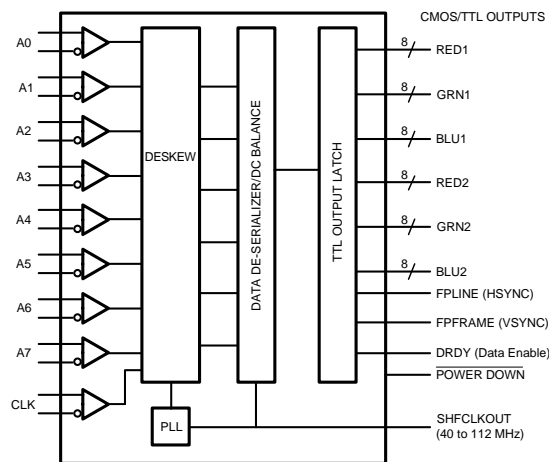 CMOS/TTL OUTPUTS
A0
A1
A2
A3
A4
A5
A6
A7
CLK
DESKEW
PLL
DATA DE-SERIALIZER/DC BALANCE
TTL OUTPUT LATCH
8
RED1
8
GRN1
8
BLU1
8
RED2
8
GRN2
8
BLU2
FPLINE (HSYNC)
FPFRAME (VSYNC)
DRDY (Data Enable)
POWER DOWN
SHFCLKOUT
(40 to 112 MHz)